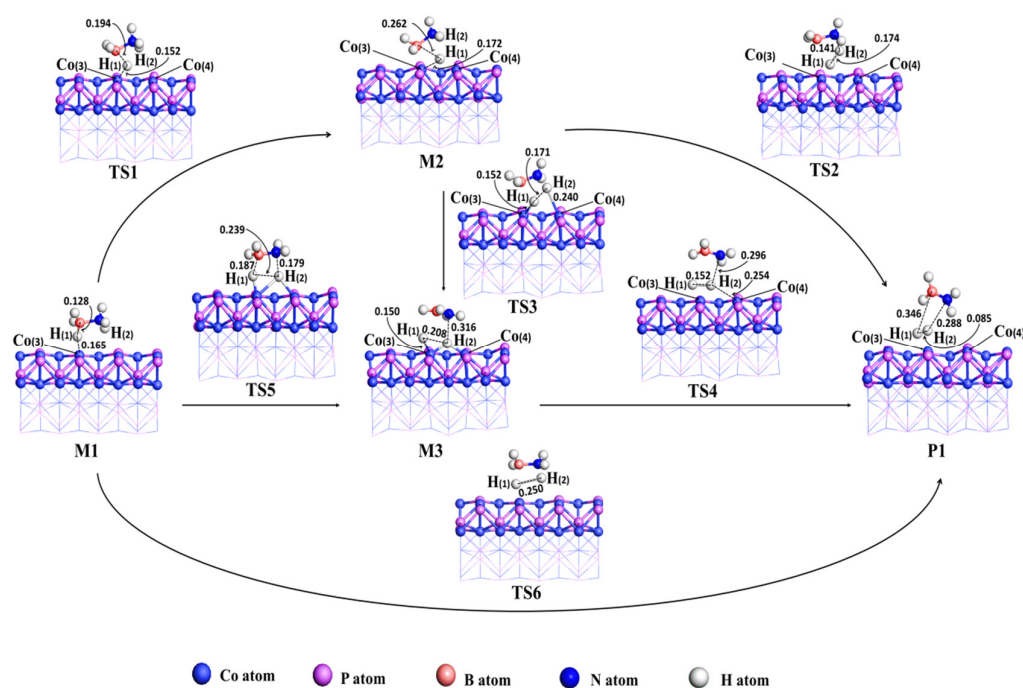 0.194
0.152
H(1)
H(2)
Co(3)
Co(4)
TS1
0.262
H(2)
H(1)
0.172
Co(3)
Co(4)
M2
0.141
H(2)
0.174
H(1)
Co(3)
Co(4)
TS2
0.171
0.152
H(2)
H(1)
0.240
Co(3)
Co(4)
TS3
0.239
0.187
0.179
H(1)
H(2)
TS5
0.296
0.152
0.254
H(1)
H(2)
Co(3)
Co(4)
TS4
0.128
H(1)
H(2)
Co(3)
0.165
M1
0.150
0.316
H(1)
0.208
H(2)
Co(3)
Co(4)
M3
0.346
0.288
0.085
H(1)
H(2)
Co(3)
Co(4)
P1
H(1)
H(2)
0.250
TS6
Co atom P atom B atom N atom H atom